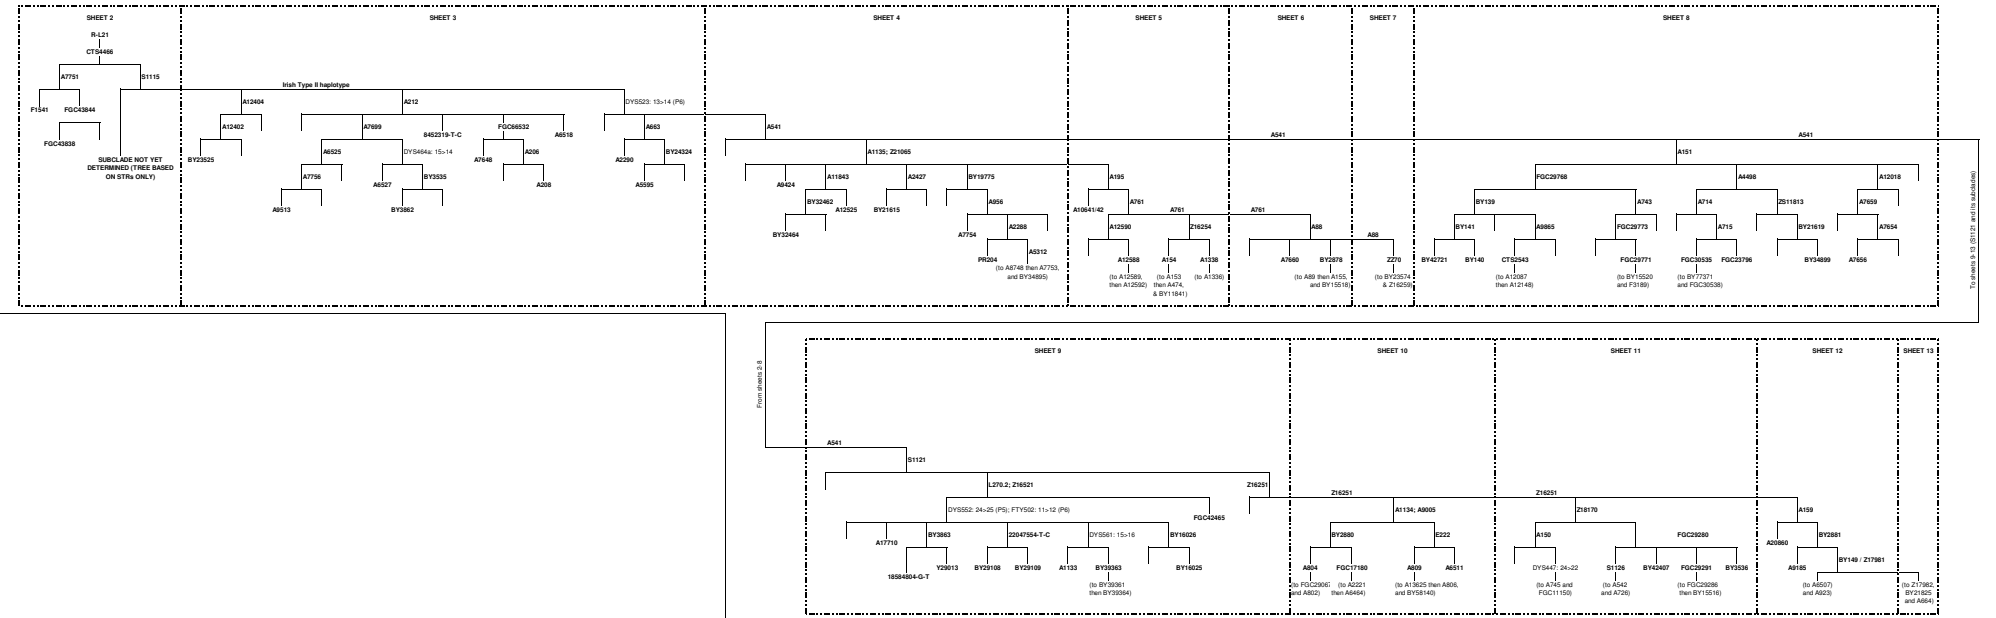 SHEET 2
SHEET 3
SHEET 4
SHEET 5
SHEET 6
SHEET 7
SHEET 8
R-L21
CTS4466
A7751
S1115
F1541
FGC43844
FGC43838
SUBCLADE NOT YET
DETERMINED (TREE BASED
ON STRs ONLY)
Irish Type II haplotype
A12404
A12402
BY23525
A212
A7699
8452319-T-C
FGC66532
A6518
A6525
DYS464a: 15>14
A7648
A206
A7756
A6527
BY3535
A208
A9513
BY3862
DYS523: 13>14 (P6)
A663
A2290
BY24324
A5595
A541
A1135; Z21065
A9424
A11843
A2427
BY19775
BY32462
A12525
BY21615
A956
BY32464
A7754
A2288
PR204
A5312
(to A8748 then A7753,
and BY34895)
A195
A10641/42
A761
A761
A12590
Z16254
A12588
A154
A1338
(to A12589,
then A12592)
(to A153
then A474,
& BY11841)
(to A1336)
A541
A761
A88
A7660
BY2878
(to A89 then A155,
and BY15518)
A88
ZZ70
(to BY23574
& Z16259)
A541
A151
FGC29768
A4498
A12018
BY139
A743
A714
ZS11813
A7659
BY141
A9865
FGC29773
A715
BY21619
A7654
BY42721
BY140
CTS2543
FGC29771
FGC30535
FGC23796
BY34899
A7656
(to A12087
then A12148)
(to BY15520
and F3189)
(to BY77371
and FGC30538)
To sheets 9-13 (S1121 and its subclades)
From sheets 2-8
SHEET 9
SHEET 10
SHEET 11
SHEET 12
SHEET 13
A541
S1121
L270.2; Z16521
Z16251
DYS552: 24>25 (P5); FTY502: 11>12 (P6)
FGC42465
A17710
BY3863
22047554-T-C
DYS561: 15>16
BY16026
18584804-G-T
Y29013
BY29108
BY29109
A1133
BY39363
BY16025
(to BY39361
then BY39364)
Z16251
A1134; A9005
BY2880
E222
A804
FGC17180
A809
A6511
(to FGC29067
and A802)
(to A2221
then A6464)
(to A13625 then A806,
and BY58140)
Z16251
Z18170
A150
FGC29280
DYS447: 24>22
S1126
BY42407
FGC29291
BY3536
(to A745 and
FGC11150)
(to A542
and A726)
(to FGC29286
then BY15516)
A159
A20860
BY2881
A9185
BY149 / Z17981
(to A6507)
and A923)
(to Z17982,
BY21825
and A664)